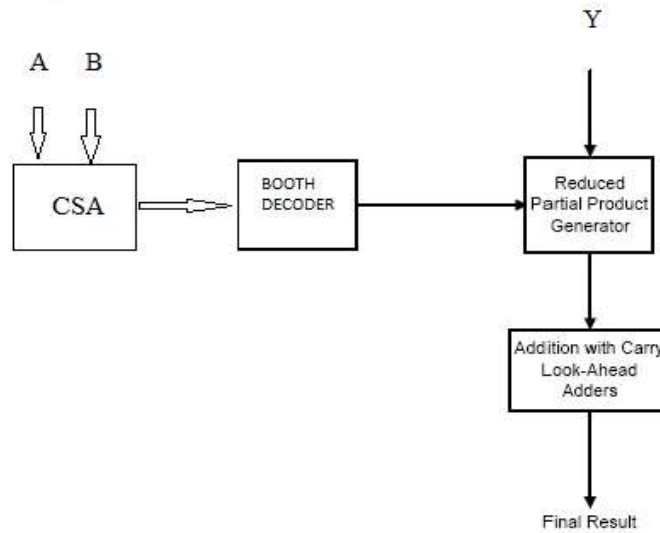 Y
A B
CSA
BOOTH
DECODER
Reduced
Partial Product
Generator
Addition with Carry
Look-Ahead
Adders
Final Result